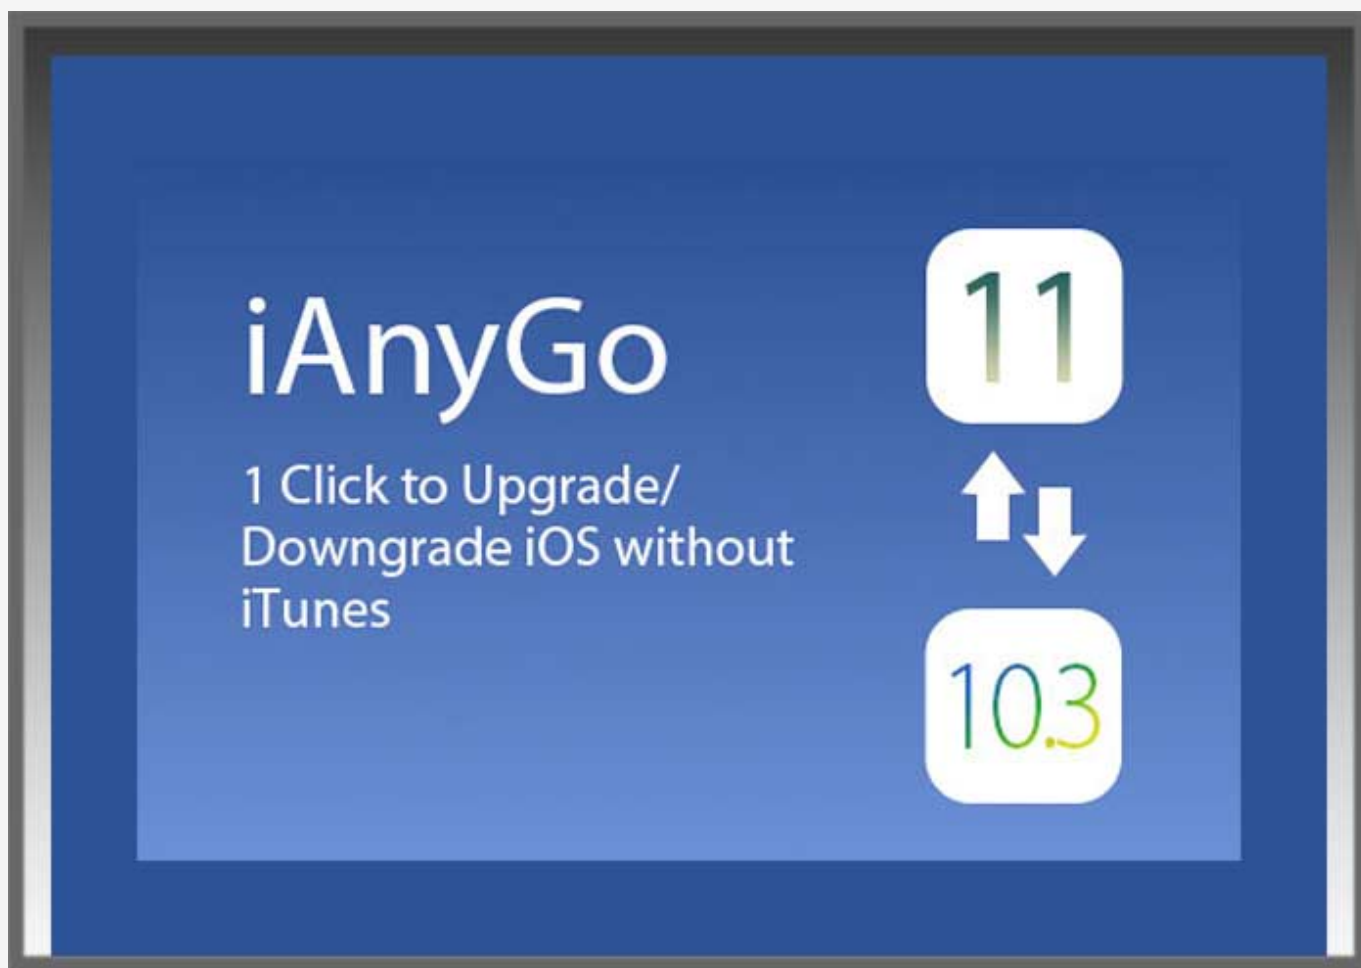 iAnyGo
1 Click to Upgrade/
Downgrade iOS without
iTunes
11
10.3